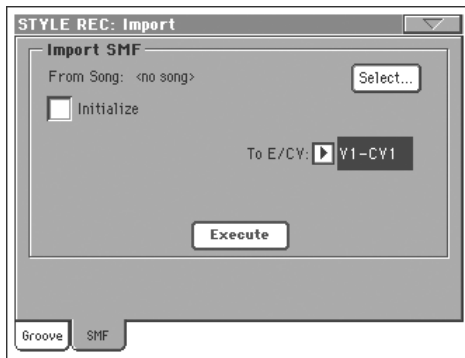 STYLE REC: Import
Import SMF
From Song: <no song>
Select...
Initialize
To E/CV: V1-CV1
Execute
Groove SMF